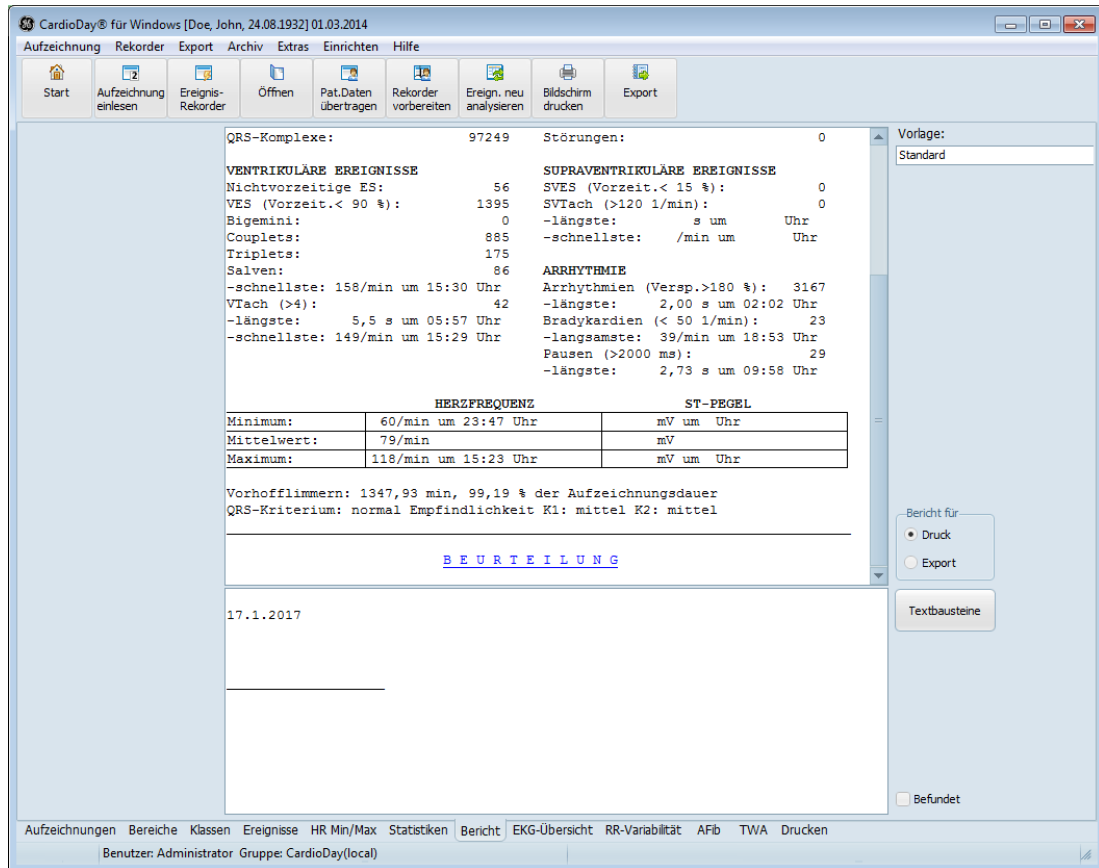 CardioDay® für Windows [Doe, John, 24.08.1932] 01.03.2014
Aufzeichnung Rekorder Export Archiv Extras Einrichten Hilfe
Start Aufzeichnung einlesen Ereignis-Rekorder Öffnen Pat.Daten übertragen Rekorder vorbereiten Ereign. neu analysieren Bildschirm drucken Export
QRS-Komplexe: 97249 Störungen: 0
VENTRIKULÄRE EREIGNISSE SUPRAVENTRIKULÄRE EREIGNISSE
Nichtvorzeitige ES: 56 SVES (Vorzeit.< 15 %): 0
VES (Vorzeit.< 90 %): 1395 SVTach (>120 1/min): 0
Bigemini: 0 -längste: s um Uhr
Couplets: 885 -schnellste: /min um Uhr
Triplets: 175
Salven: 86 ARRHYTHMIE
-schnellste: 158/min um 15:30 Uhr Arrhythmien (Versp.>180 %): 3167
VTach (>4): 42 -längste: 2,00 s um 02:02 Uhr
-längste: 5,5 s um 05:57 Uhr Bradykardien (< 50 1/min): 23
-schnellste: 149/min um 15:29 Uhr -langsamste: 39/min um 18:53 Uhr
Pausen (>2000 ms): 29
-längste: 2,73 s um 09:58 Uhr
HERZFREQUENZ ST-PEGEL
Minimum: 60/min um 23:47 Uhr mV um Uhr
Mittelwert: 79/min mV
Maximum: 118/min um 15:23 Uhr mV um Uhr
Vorhofflimmern: 1347,93 min, 99,19 % der Aufzeichnungsdauer
QRS-Kriterium: normal Empfindlichkeit K1: mittel K2: mittel
B E U R T E I L U N G
17.1.2017
Vorlage:
Standard
Bericht für
Druck
Export
Textbausteine
Befundet
Aufzeichnungen Bereiche Klassen Ereignisse HR Min/Max Statistiken Bericht EKG-Übersicht RR-Variabilität AFib TWA Drucken
Benutzer: Administrator Gruppe: CardioDay(local)